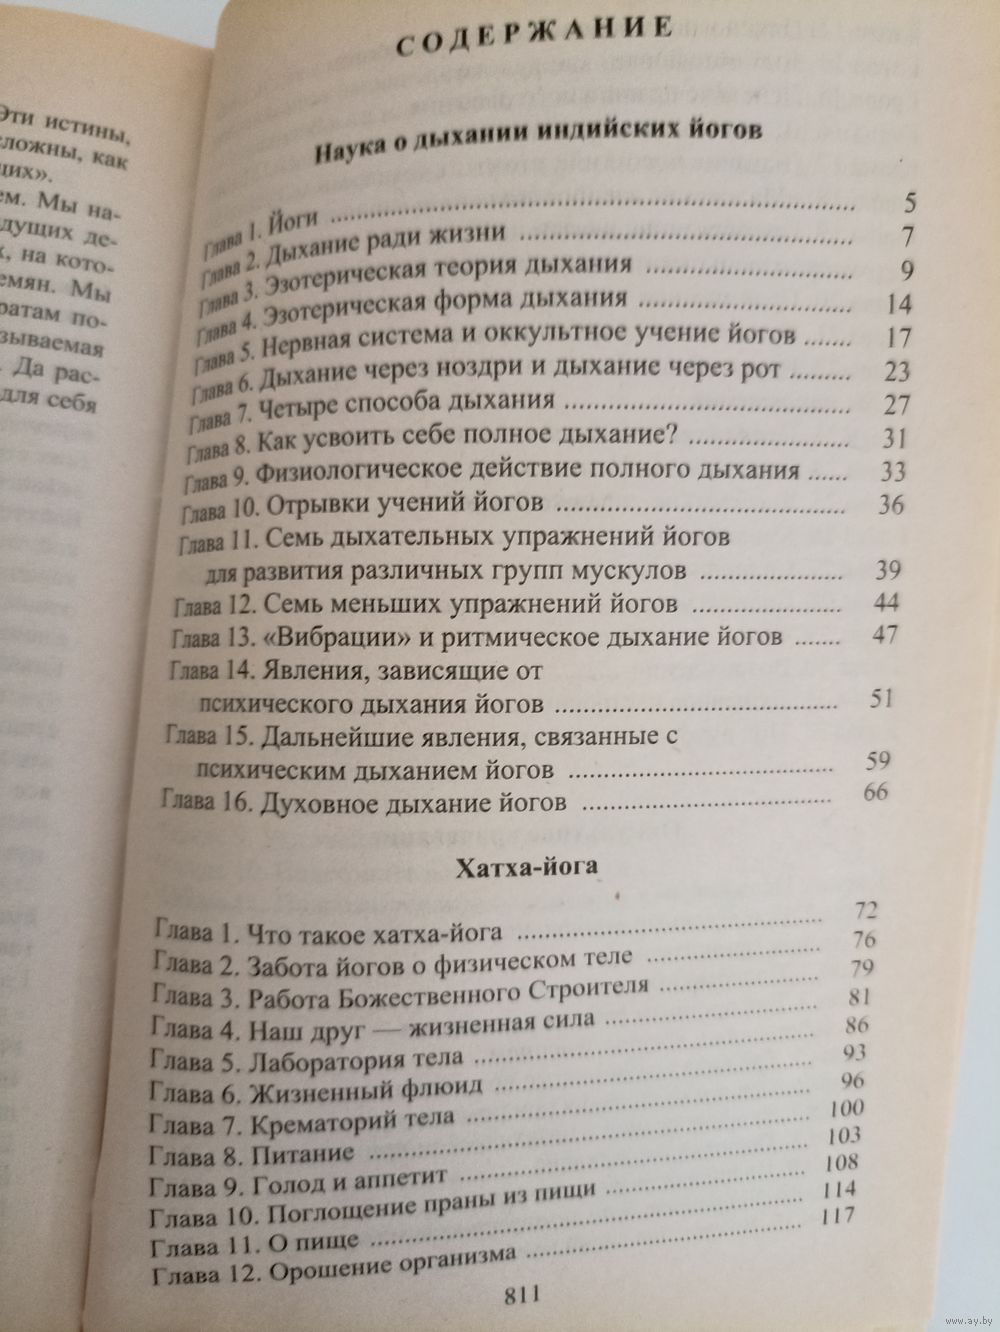 Эти истины,
сложны, как
щих».
ем. Мы на-
дущих де-
х, на кото-
емян. Мы
ратам по-
зываемая
. Да рас-
для себя
СОДЕРЖАНИЕ
Наука о дыхании индийских йогов
Глава 1. Йоги ........ 5
Глава 2. Дыхание ради жизни ........ 7
Глава 3. Эзотерическая теория дыхания ........ 9
Глава 4. Эзотерическая форма дыхания ........ 14
Глава 5. Нервная система и оккультное учение йогов ....... 17
Глава 6. Дыхание через ноздри и дыхание через рот ......... 23
Глава 7. Четыре способа дыхания ........ 27
Глава 8. Как усвоить себе полное дыхание? ........ 31
Глава 9. Физиологическое действие полного дыхания ...... 33
Глава 10. Отрывки учений йогов ........ 36
Глава 11. Семь дыхательных упражнений йогов
для развития различных групп мускулов ........ 39
Глава 12. Семь меньших упражнений йогов ........ 44
Глава 13. «Вибрации» и ритмическое дыхание йогов ....... 47
Глава 14. Явления, зависящие от
психического дыхания йогов ........ 51
Глава 15. Дальнейшие явления, связанные с
психическим дыханием йогов ........ 59
Глава 16. Духовное дыхание йогов ........ 66
Хатха-йога
Глава 1. Что такое хатха-йога ........ 72
Глава 2. Забота йогов о физическом теле ........ 76
Глава 3. Работа Божественного Строителя ........ 79
Глава 4. Наш друг — жизненная сила ........ 81
Глава 5. Лаборатория тела ........ 86
Глава 6. Жизненный флюид ........ 93
Глава 7. Крематорий тела ........ 96
Глава 8. Питание ........ 100
Глава 9. Голод и аппетит ........ 103
Глава 10. Поглощение праны из пищи ........ 108
Глава 11. О пище ........ 114
Глава 12. Орошение организма ........ 117
811
www.ay.by